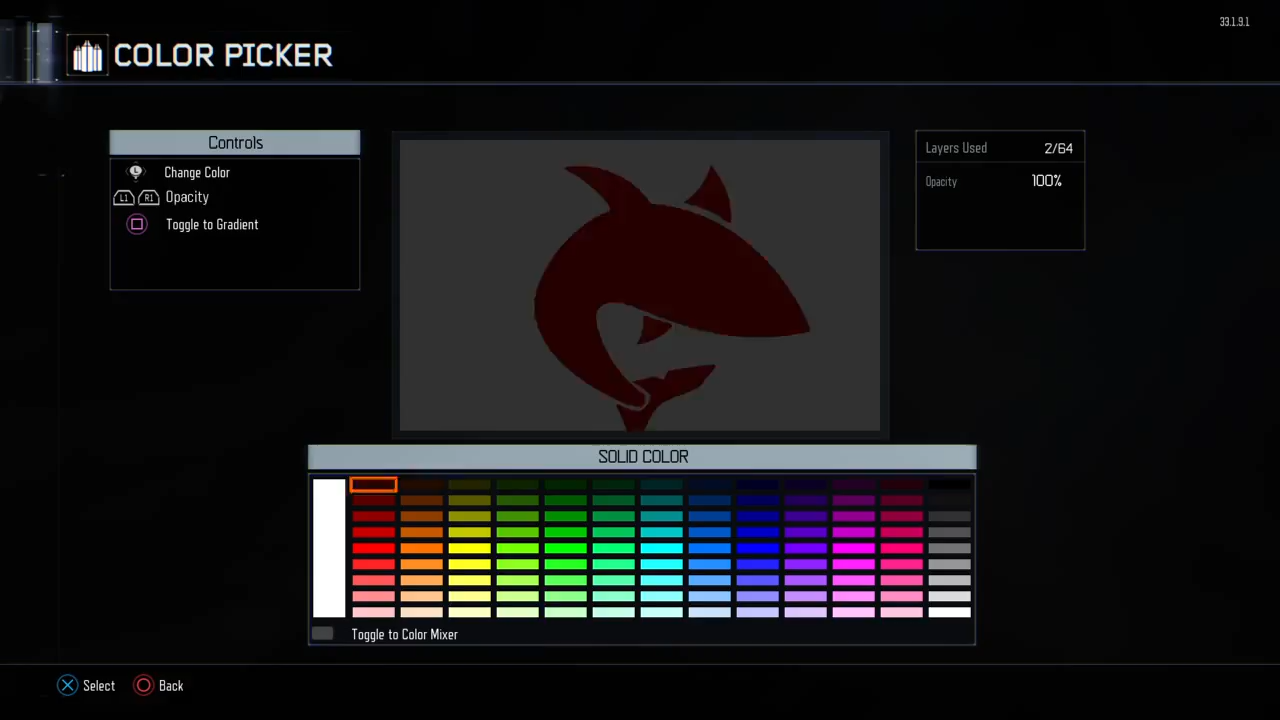 33.1.9.1
COLOR PICKER
Controls
L Change Color
L1 R1 Opacity
Toggle to Gradient
Layers Used 2/64
Opacity 100%
SOLID COLOR
Toggle to Color Mixer
Select Back